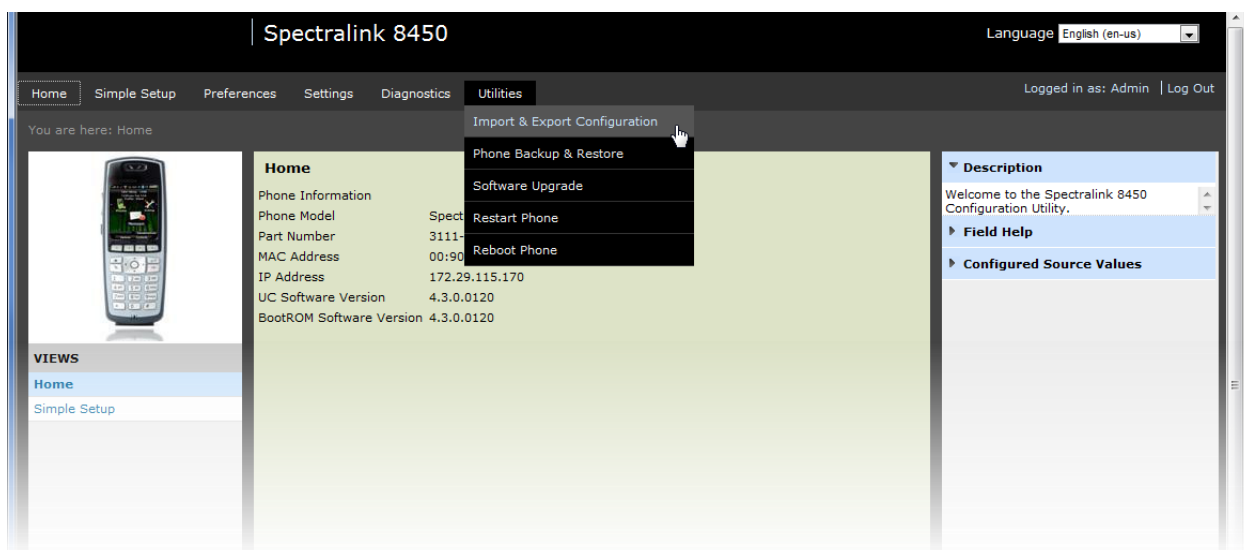 Spectralink 8450
Language English (en-us)
Home Simple Setup Preferences Settings Diagnostics Utilities
Logged in as: Admin | Log Out
You are here: Home
Import & Export Configuration
Phone Backup & Restore
Software Upgrade
Restart Phone
Reboot Phone
Home
Phone Information
Phone Model Spect
Part Number 3111-
MAC Address 00:90
IP Address 172.29.115.170
UC Software Version 4.3.0.0120
BootROM Software Version 4.3.0.0120
VIEWS
Home
Simple Setup
Description
Welcome to the Spectralink 8450
Configuration Utility.
Field Help
Configured Source Values